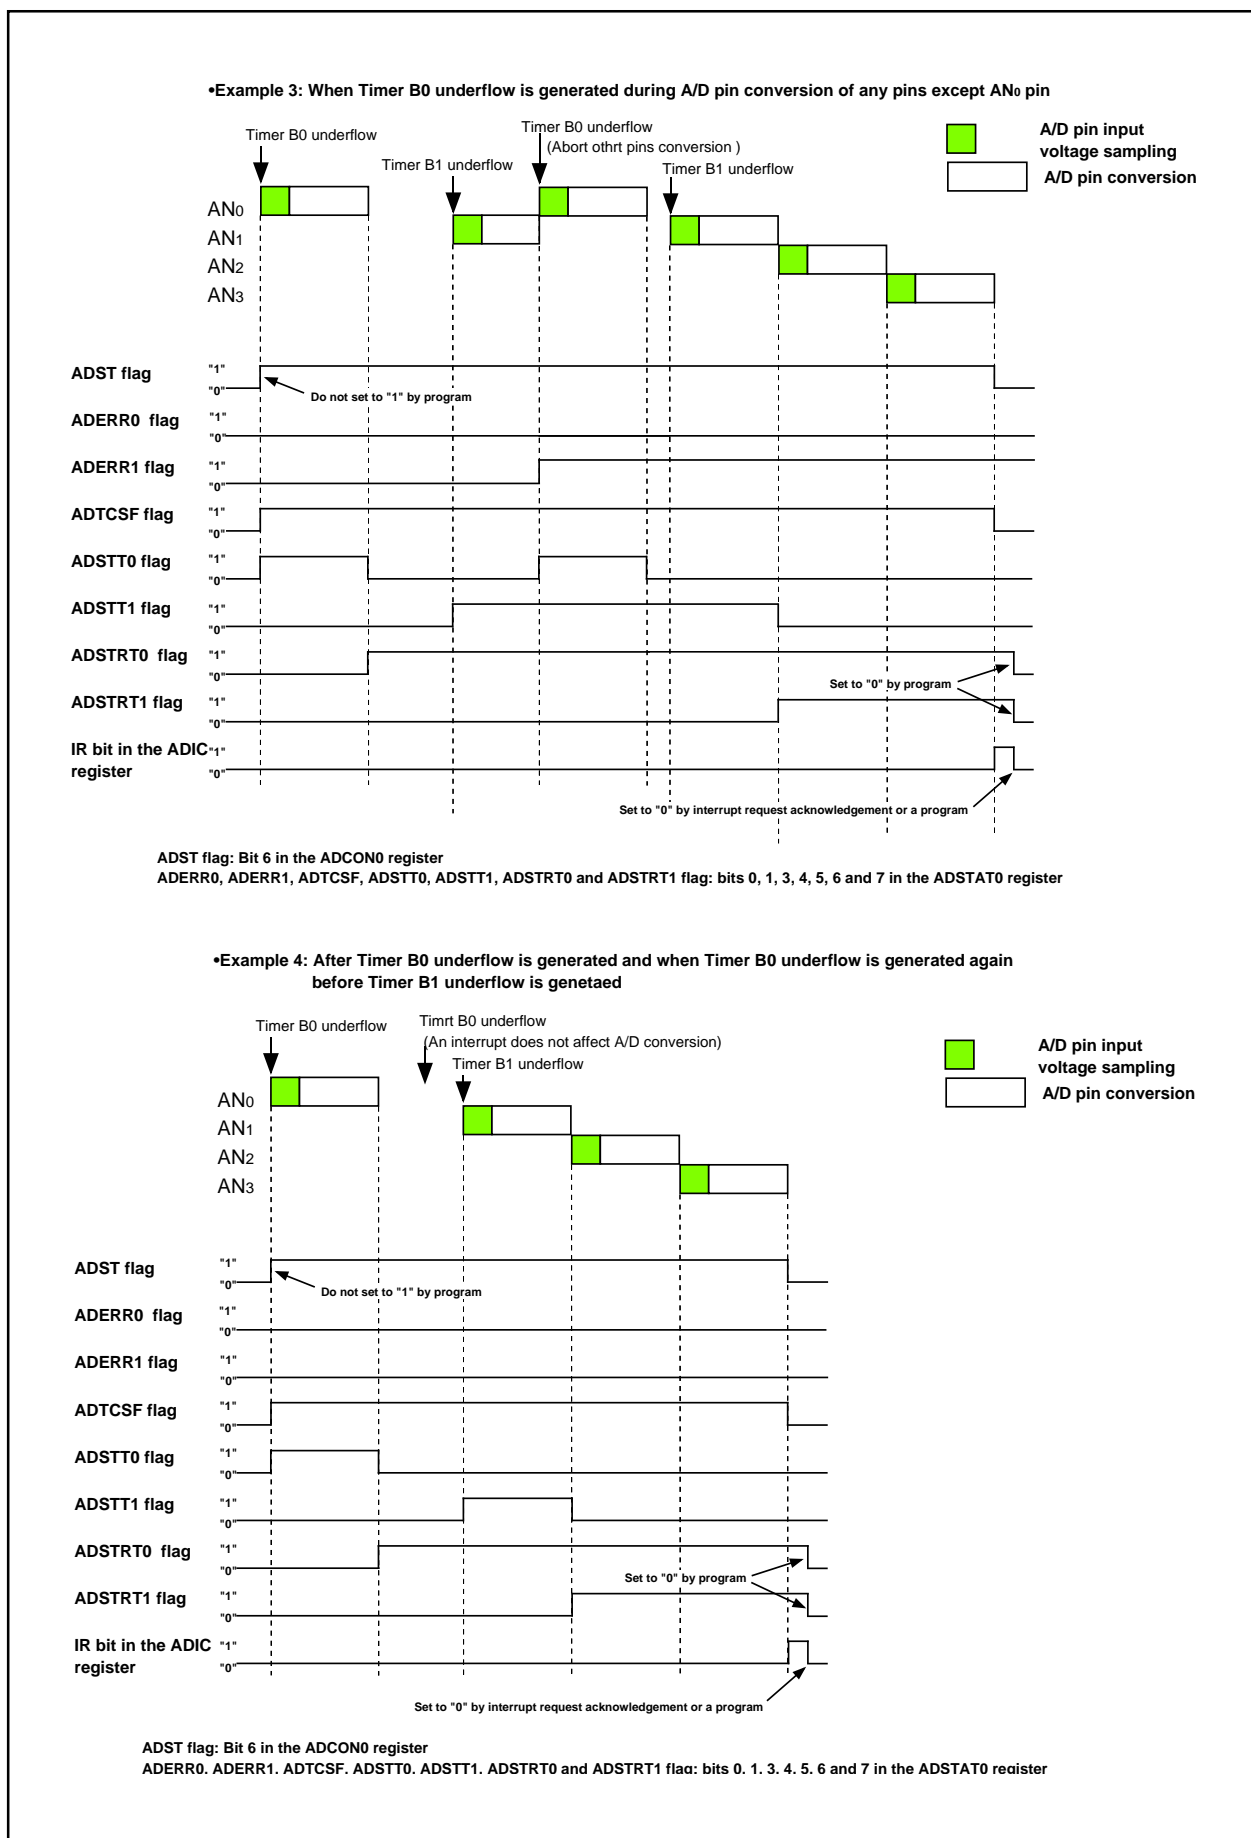 •Example 3: When Timer B0 underflow is generated during A/D pin conversion of any pins except AN0 pin
Timer B0 underflow
Timer B1 underflow
Timer B0 underflow
(Abort othrt pins conversion )
Timer B1 underflow
A/D pin input
voltage sampling
A/D pin conversion
AN0
AN1
AN2
AN3
ADST flag
"1"
"0"
Do not set to "1" by program
ADERR0 flag
"1"
"0"
ADERR1 flag
"1"
"0"
ADTCSF flag
"1"
"0"
ADSTT0 flag
"1"
"0"
ADSTT1 flag
"1"
"0"
ADSTRT0 flag
"1"
"0"
Set to "0" by program
ADSTRT1 flag
"1"
"0"
IR bit in the ADIC
register
"1"
"0"
Set to "0" by interrupt request acknowledgement or a program
ADST flag: Bit 6 in the ADCON0 register
ADERR0, ADERR1, ADTCSF, ADSTT0, ADSTT1, ADSTRT0 and ADSTRT1 flag: bits 0, 1, 3, 4, 5, 6 and 7 in the ADSTAT0 register
•Example 4: After Timer B0 underflow is generated and when Timer B0 underflow is generated again
before Timer B1 underflow is genetaed
Timer B0 underflow
Timrt B0 underflow
(An interrupt does not affect A/D conversion)
Timer B1 underflow
A/D pin input
voltage sampling
A/D pin conversion
AN0
AN1
AN2
AN3
ADST flag
"1"
"0"
Do not set to "1" by program
ADERR0 flag
"1"
"0"
ADERR1 flag
"1"
"0"
ADTCSF flag
"1"
"0"
ADSTT0 flag
"1"
"0"
ADSTT1 flag
"1"
"0"
ADSTRT0 flag
"1"
"0"
Set to "0" by program
ADSTRT1 flag
"1"
"0"
IR bit in the ADIC
register
"1"
"0"
Set to "0" by interrupt request acknowledgement or a program
ADST flag: Bit 6 in the ADCON0 register
ADERR0, ADERR1, ADTCSF, ADSTT0, ADSTT1, ADSTRT0 and ADSTRT1 flag: bits 0, 1, 3, 4, 5, 6 and 7 in the ADSTAT0 register